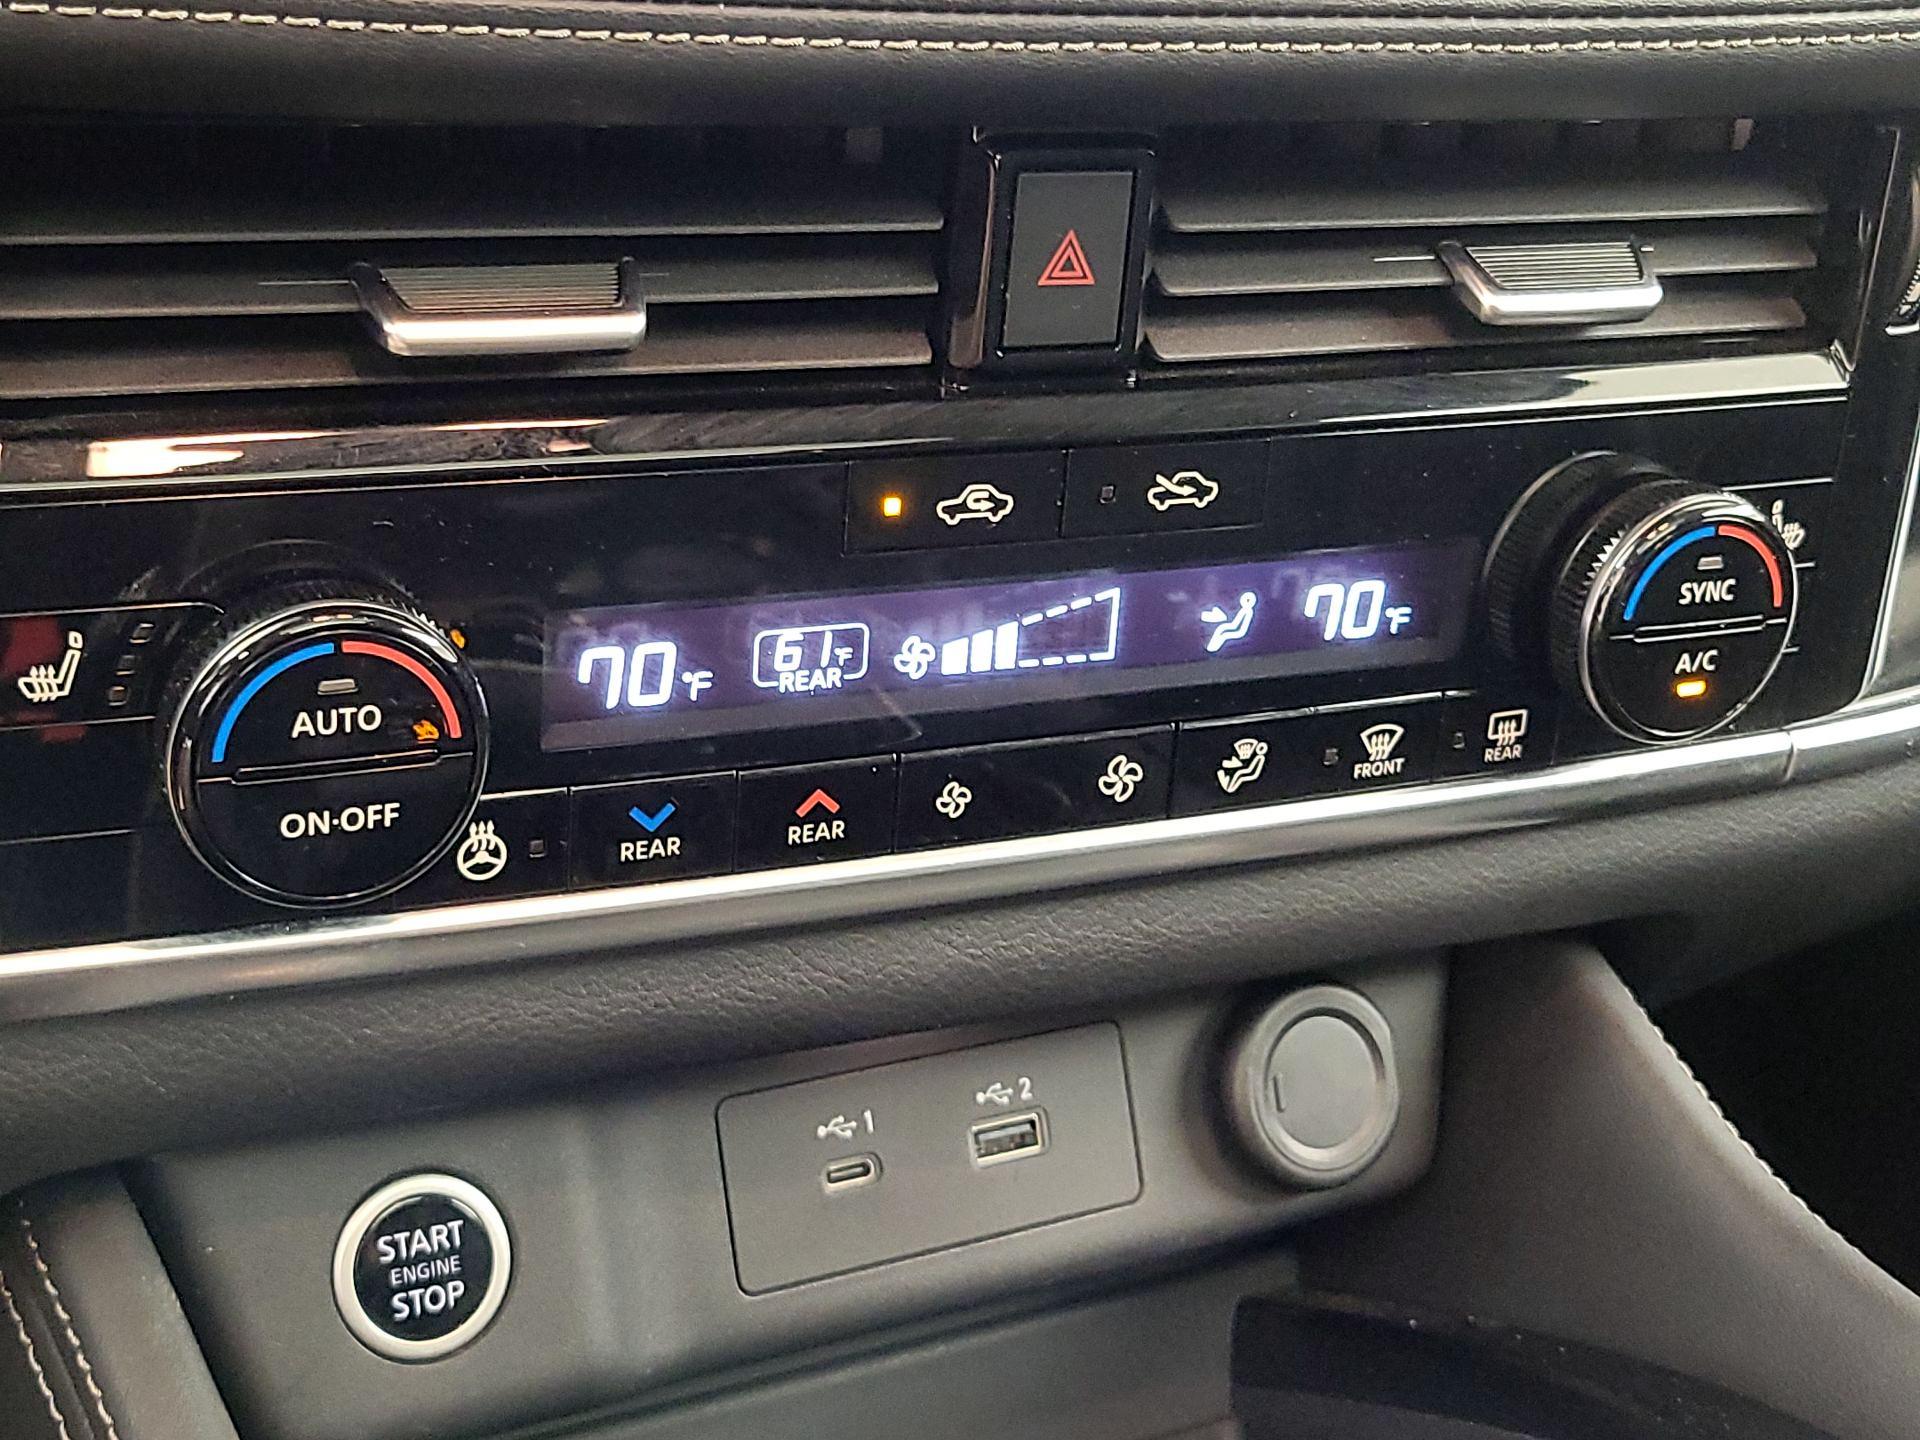 70°F
61°F
REAR
70°F
SYNC
A/C
AUTO
ON·OFF
REAR
REAR
FRONT
REAR
1
2
START
ENGINE
STOP